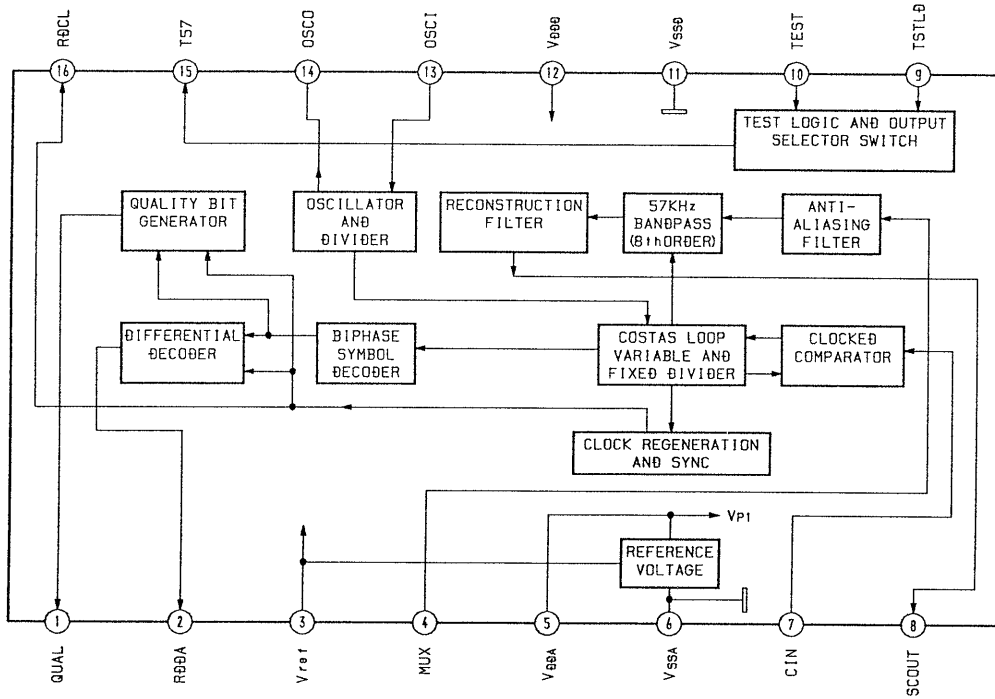 RDCL
T57
OSCO
OSCI
VDDD
VSSD
TEST
TSTLD
16
15
14
13
12
11
10
9
TEST LOGIC AND OUTPUT
SELECTOR SWITCH
QUALITY BIT
GENERATOR
OSCILLATOR
AND
DIVIDER
RECONSTRUCTION
FILTER
57KHz
BANDPASS
(8thORDER)
ANTI-
ALIASING
FILTER
DIFFERENTIAL
DECODER
BIPHASE
SYMBOL
DECODER
COSTAS LOOP
VARIABLE AND
FIXED DIVIDER
CLOCKED
COMPARATOR
CLOCK REGENERATION
AND SYNC
VP1
REFERENCE
VOLTAGE
1
2
3
4
5
6
7
8
QUAL
RDDA
Vref
MUX
VDDA
VSSA
CIN
SCOUT